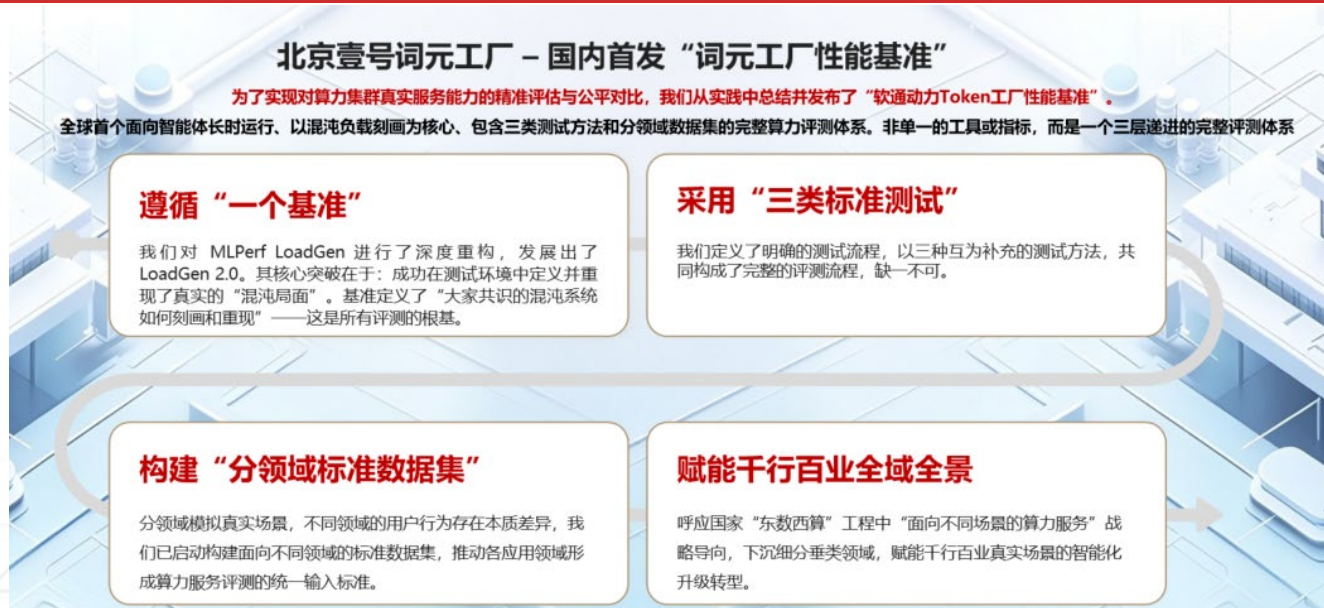 北京壹号词元工厂 – 国内首发“词元工厂性能基准”
为了实现对算力集群真实服务能力的精准评估与公平对比，我们从实践中总结并发布了“软通动力Token工厂性能基准”。
全球首个面向智能体长时运行、以混沌负载刻画为核心、包含三类测试方法和分领域数据集的完整算力评测体系。非单一的工具或指标，而是一个三层递进的完整评测体系
遵循“一个基准”
我们对 MLPerf LoadGen 进行了深度重构，发展出了
LoadGen 2.0。其核心突破在于：成功在测试环境中定义并重
现了真实的“混沌局面”。基准定义了“大家共识的混沌系统
如何刻画和重现”——这是所有评测的根基。
采用“三类标准测试”
我们定义了明确的测试流程，以三种互为补充的测试方法，共
同构成了完整的评测流程，缺一不可。
构建“分领域标准数据集”
分领域模拟真实场景，不同领域的用户行为存在本质差异，我
们已启动构建面向不同领域的标准数据集，推动各应用领域形
成算力服务评测的统一输入标准。
赋能千行百业全域全景
呼应国家“东数西算”工程中“面向不同场景的算力服务”战
略导向，下沉细分垂类领域，赋能千行百业真实场景的智能化
升级转型。